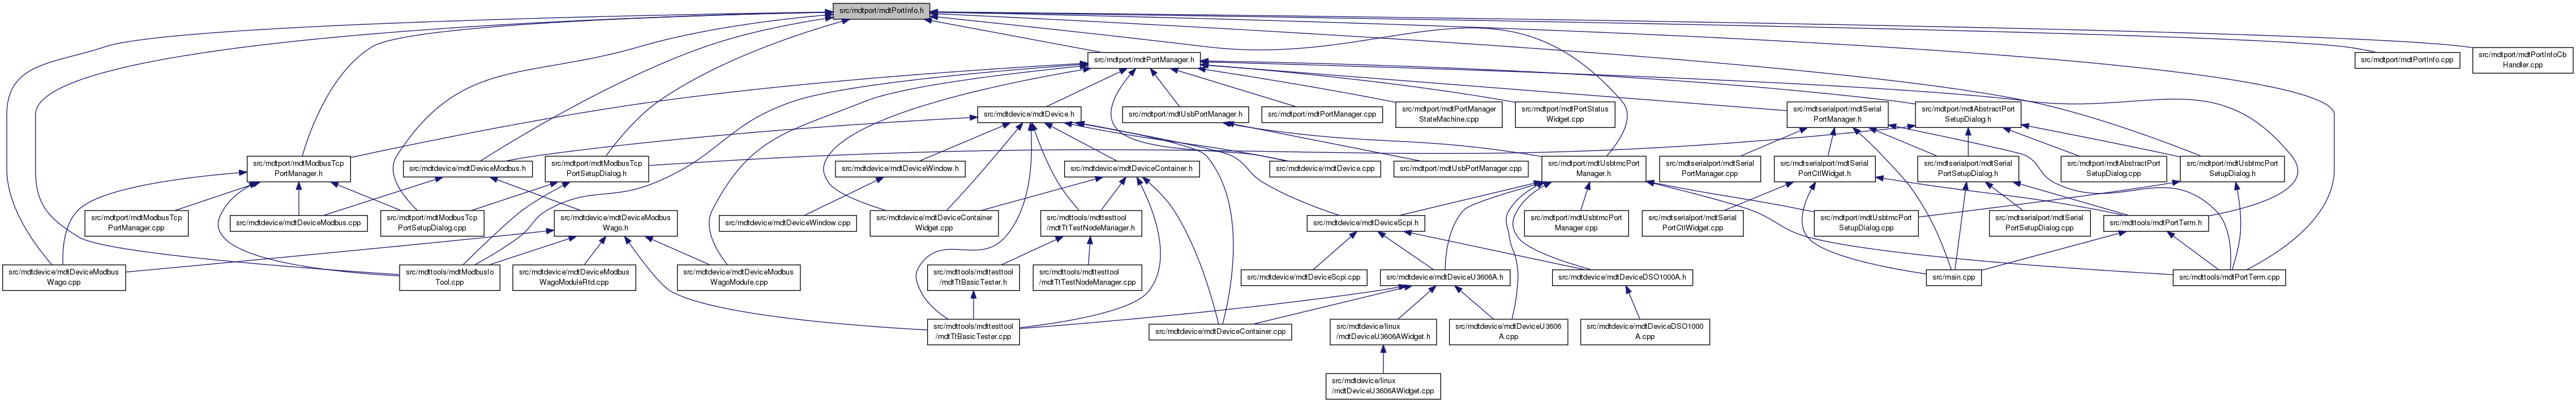 src/mdtport/mdtPortInfo.h
src/mdtport/mdtPortManager.h
src/mdtport/mdtPortInfo.cpp
src/mdtport/mdtPortInfoCb
Handler.cpp
src/mdtdevice/mdtDevice.h
src/mdtport/mdtUsbPortManager.h
src/mdtport/mdtPortManager.cpp
src/mdtport/mdtPortManager
StateMachine.cpp
src/mdtport/mdtPortStatus
Widget.cpp
src/mdtserialport/mdtSerial
PortManager.h
src/mdtport/mdtAbstractPort
SetupDialog.h
src/mdtport/mdtModbusTcp
PortManager.h
src/mdtdevice/mdtDeviceModbus.h
src/mdtport/mdtModbusTcp
PortSetupDialog.h
src/mdtdevice/mdtDeviceWindow.h
src/mdtdevice/mdtDeviceContainer.h
src/mdtdevice/mdtDevice.cpp
src/mdtport/mdtUsbPortManager.cpp
src/mdtport/mdtUsbtmcPort
Manager.h
src/mdtserialport/mdtSerial
PortManager.cpp
src/mdtserialport/mdtSerial
PortCtlWidget.h
src/mdtserialport/mdtSerial
PortSetupDialog.h
src/mdtport/mdtAbstractPort
SetupDialog.cpp
src/mdtport/mdtUsbtmcPort
SetupDialog.h
src/mdtport/mdtModbusTcp
PortManager.cpp
src/mdtdevice/mdtDeviceModbus.cpp
src/mdtport/mdtModbusTcp
PortSetupDialog.cpp
src/mdtdevice/mdtDeviceModbus
Wago.h
src/mdtdevice/mdtDeviceWindow.cpp
src/mdtdevice/mdtDeviceContainer
Widget.cpp
src/mdttools/mdttesttool
/mdtTtTestNodeManager.h
src/mdtdevice/mdtDeviceScpi.h
src/mdtport/mdtUsbtmcPort
Manager.cpp
src/mdtserialport/mdtSerial
PortCtlWidget.cpp
src/mdtport/mdtUsbtmcPort
SetupDialog.cpp
src/mdtserialport/mdtSerial
PortSetupDialog.cpp
src/mdttools/mdtPortTerm.h
src/mdtdevice/mdtDeviceModbus
Wago.cpp
src/mdttools/mdtModbusIo
Tool.cpp
src/mdtdevice/mdtDeviceModbus
WagoModuleRtd.cpp
src/mdtdevice/mdtDeviceModbus
WagoModule.cpp
src/mdttools/mdttesttool
/mdtTtBasicTester.h
src/mdttools/mdttesttool
/mdtTtTestNodeManager.cpp
src/mdtdevice/mdtDeviceScpi.cpp
src/mdtdevice/mdtDeviceU3606A.h
src/mdtdevice/mdtDeviceDSO1000A.h
src/main.cpp
src/mdttools/mdtPortTerm.cpp
src/mdttools/mdttesttool
/mdtTtBasicTester.cpp
src/mdtdevice/mdtDeviceContainer.cpp
src/mdtdevice/linux
/mdtDeviceU3606AWidget.h
src/mdtdevice/mdtDeviceU3606
A.cpp
src/mdtdevice/mdtDeviceDSO1000
A.cpp
src/mdtdevice/linux
/mdtDeviceU3606AWidget.cpp